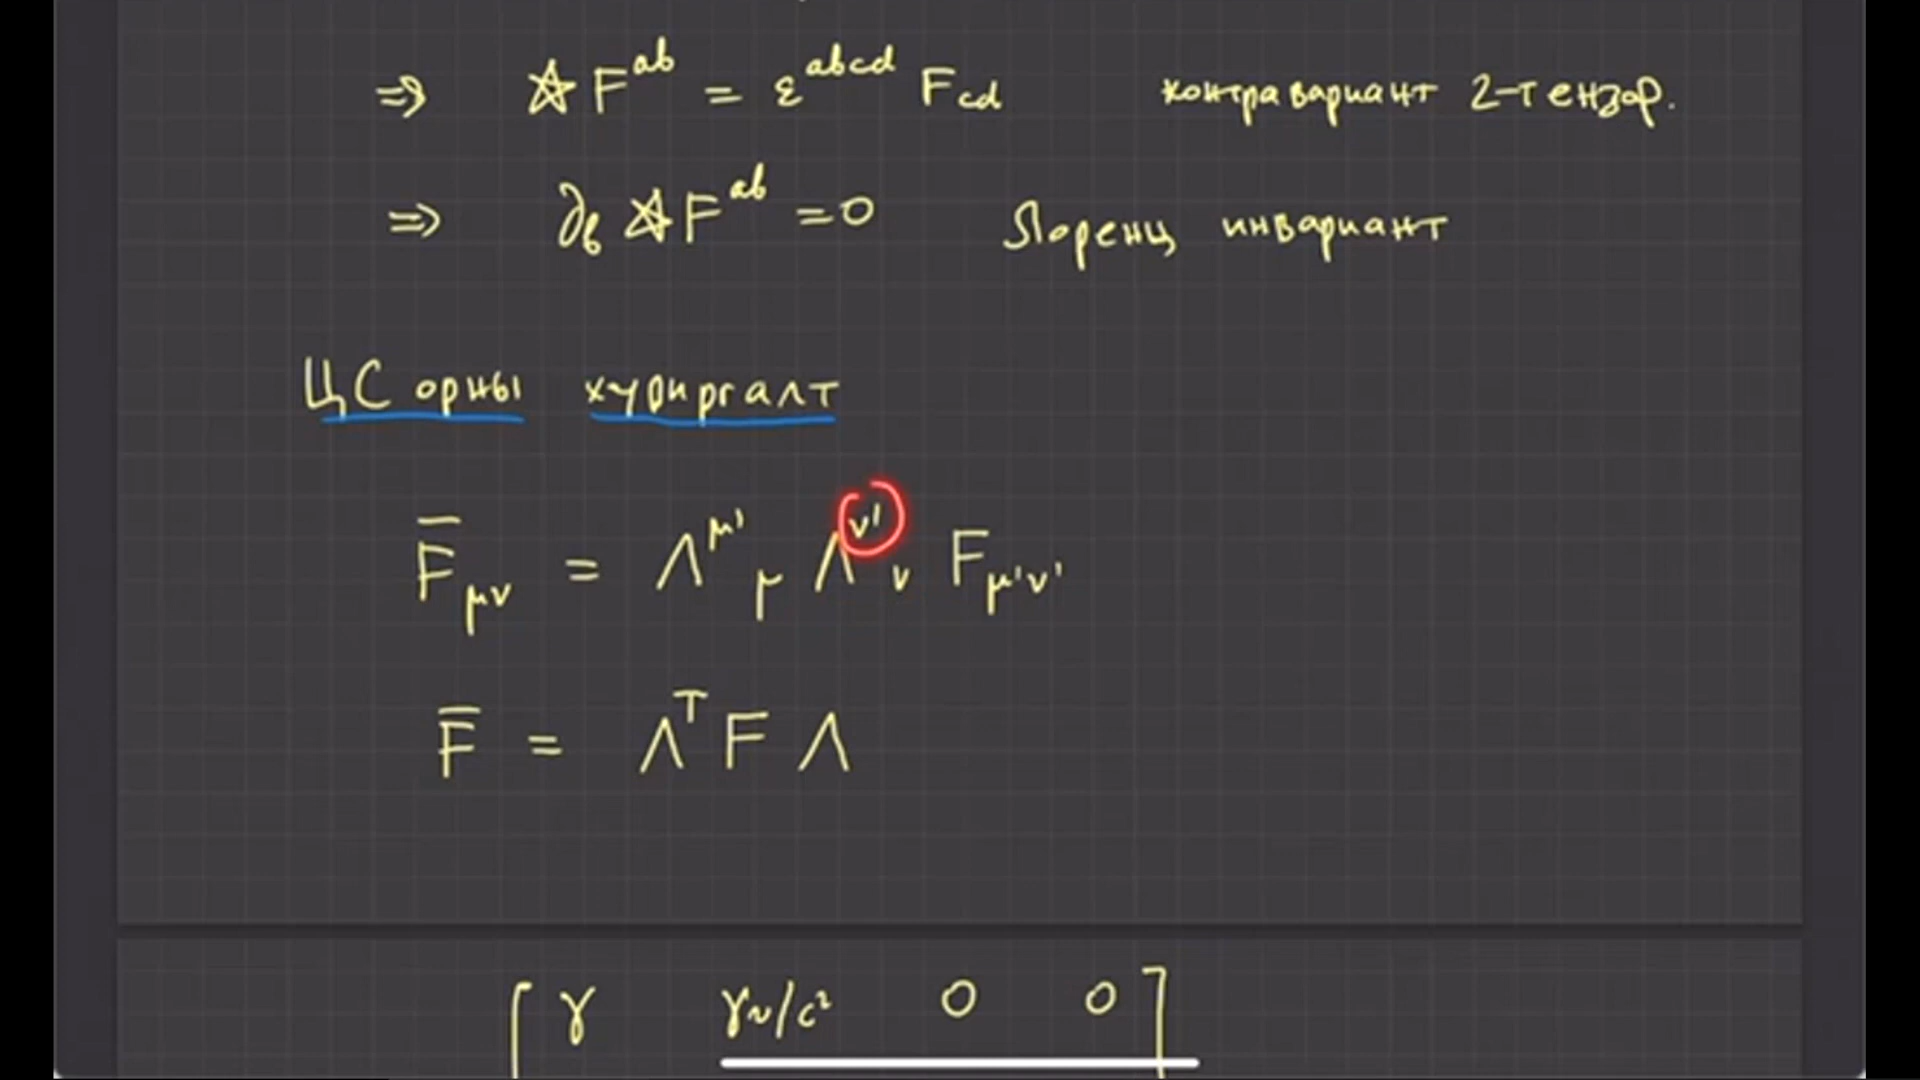 ⇒ ☆F^{ab} = ε^{abcd} F_{cd} контравариант 2-тензор.
⇒ ∂_b ☆F^{ab} = 0 Лоренц инвариант
ЦС орны хувиргалт
F̅_{μν} = Λ^{μ'}_μ Λ^{ν'}_ν F_{μ'ν'}
F̅ = Λ^T F Λ
[ γ γv/c² 0 0 ]